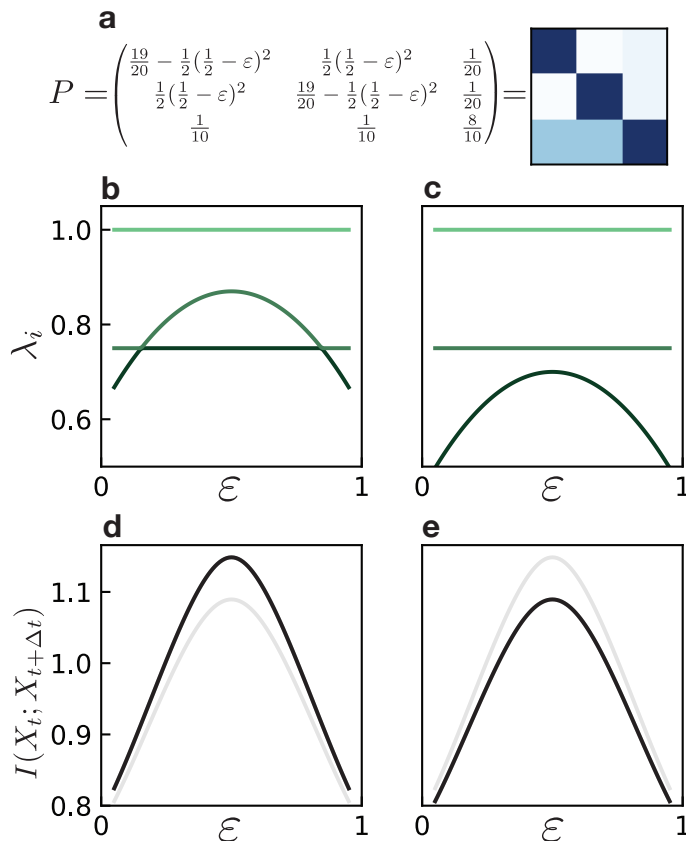 a
P = ( 19/20 − 1/2(1/2 − ε)² 1/2(1/2 − ε)² 1/20
1/2(1/2 − ε)² 19/20 − 1/2(1/2 − ε)² 1/20
1/10 1/10 8/10 ) =
b
c
1.0
0.8
0.6
λᵢ
0 ε 1
0 ε 1
d
e
1.1
1.0
0.9
0.8
I(Xₜ; Xₜ₊Δₜ)
0 ε 1
0 ε 1